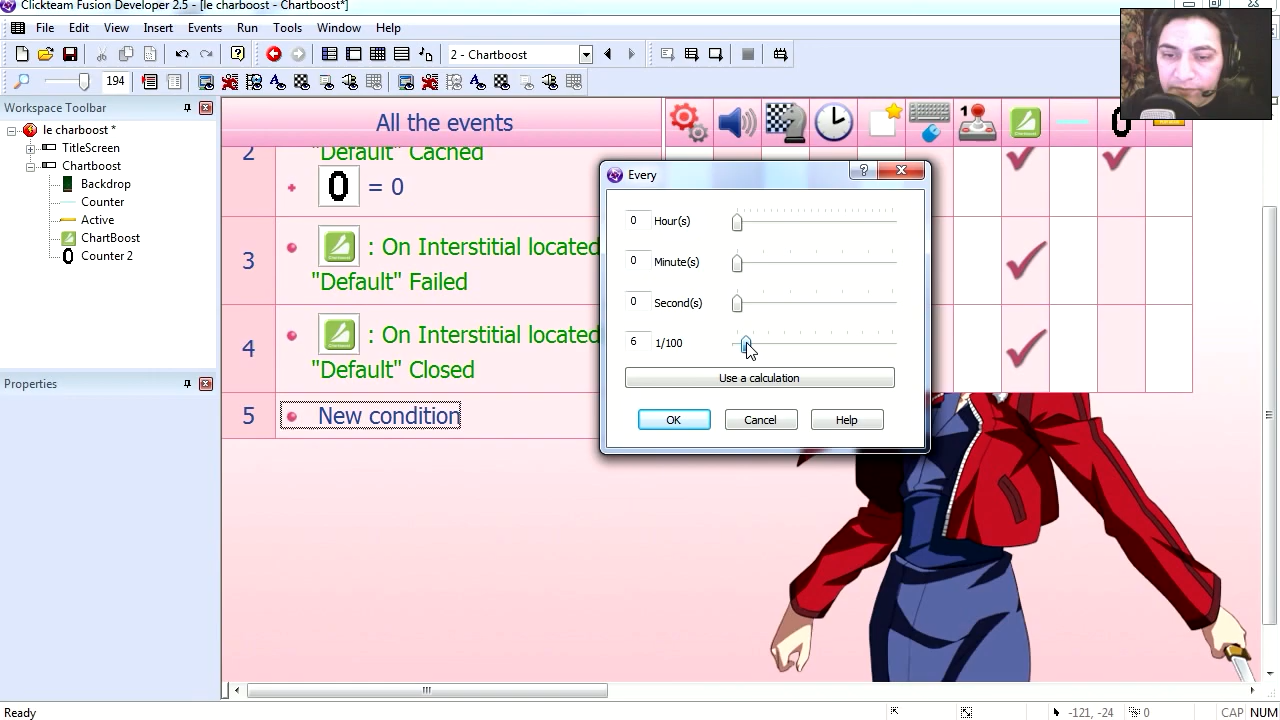 Clickteam Fusion Developer 2.5 - [le charboost - Chartboost*]
File Edit View Insert Events Run Tools Window Help
2 - Chartboost
194
Workspace Toolbar
le charboost *
TitleScreen
Chartboost
Backdrop
Counter
Active
ChartBoost
Counter 2
Properties
All the events
2
"Default" Cached
0 = 0
3
: On Interstitial located
"Default" Failed
4
: On Interstitial located
"Default" Closed
5
New condition
1
Chartboost
0
Every
0 Hour(s)
0 Minute(s)
0 Second(s)
6 1/100
Use a calculation
OK Cancel Help
Ready
-121, -24
0
CAP NUM